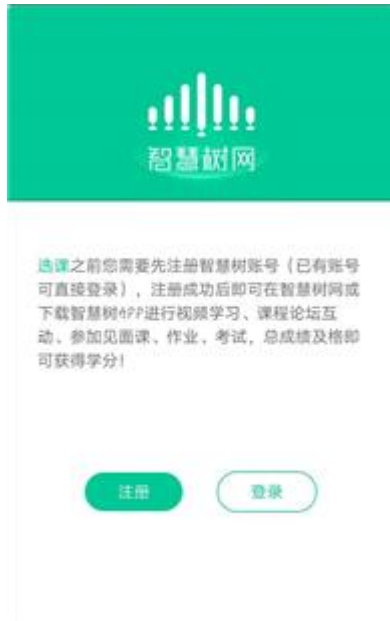 智慧树网
选课之前您需要先注册智慧树账号（已有账号
可直接登录），注册成功后即可在智慧树网或
下载智慧树APP进行视频学习、课程论坛互
动、参加见面课、作业、考试，总成绩及格即
可获得学分！
注册
登录